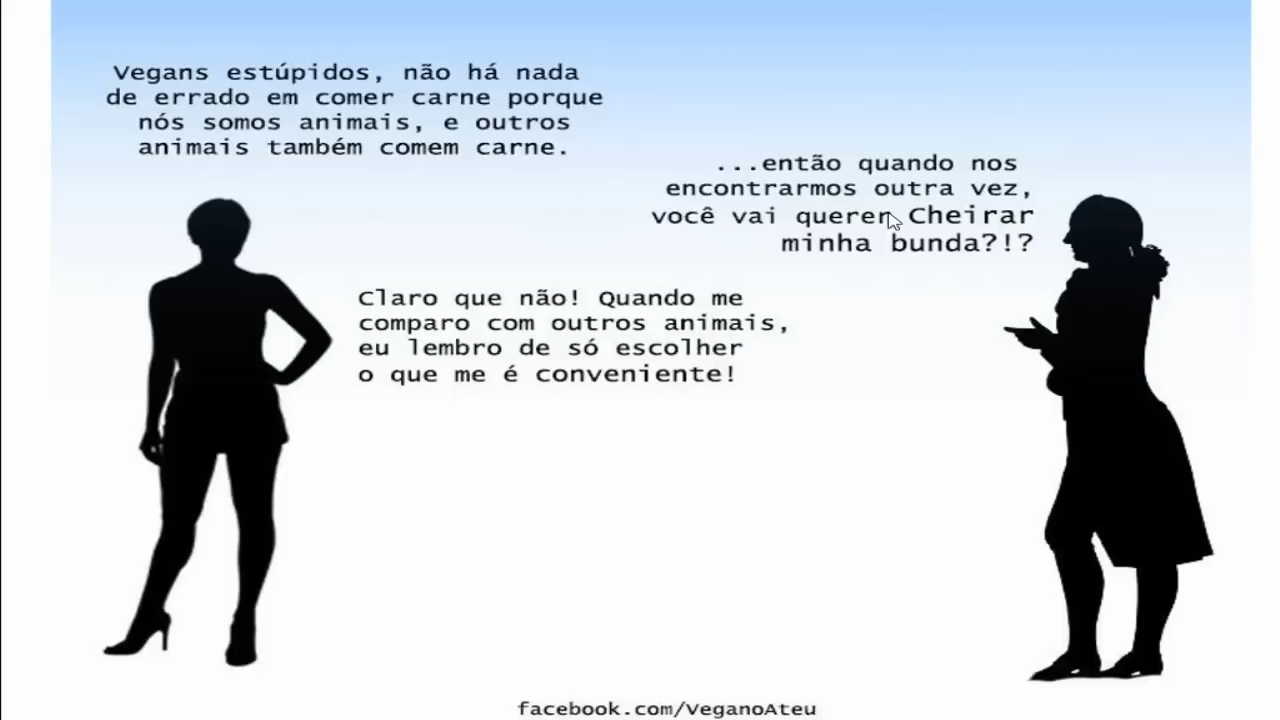 Vegans estúpidos, não há nada
de errado em comer carne porque
nós somos animais, e outros
animais também comem carne.
...então quando nos
encontrarmos outra vez,
você vai querer Cheirar
minha bunda?!?
Claro que não! Quando me
comparo com outros animais,
eu lembro de só escolher
o que me é conveniente!
facebook.com/VeganoAteu